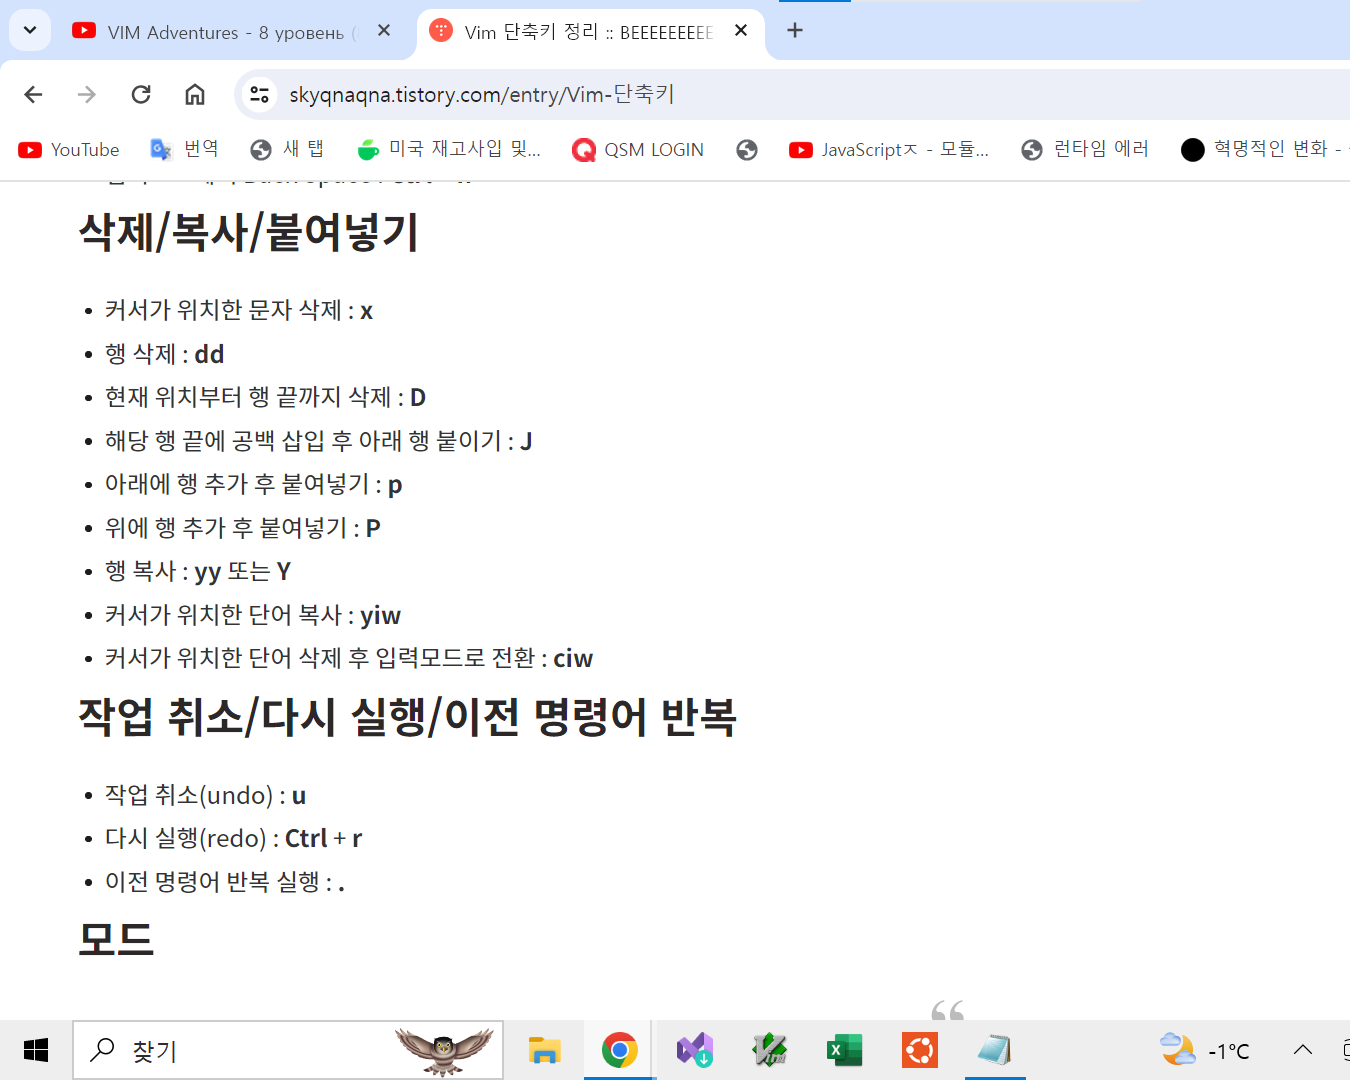 VIM Adventures - 8 уровень (
Vim 단축키 정리 :: BEEEEEEEEE
skyqnaqna.tistory.com/entry/Vim-단축키
YouTube
번역
새 탭
미국 재고사입 및...
QSM LOGIN
JavaScriptㅈ - 모듈...
런타임 에러
혁명적인 변화 -
삭제/복사/붙여넣기
• 커서가 위치한 문자 삭제 : x
• 행 삭제 : dd
• 현재 위치부터 행 끝까지 삭제 : D
• 해당 행 끝에 공백 삽입 후 아래 행 붙이기 : J
• 아래에 행 추가 후 붙여넣기 : p
• 위에 행 추가 후 붙여넣기 : P
• 행 복사 : yy 또는 Y
• 커서가 위치한 단어 복사 : yiw
• 커서가 위치한 단어 삭제 후 입력모드로 전환 : ciw
작업 취소/다시 실행/이전 명령어 반복
• 작업 취소(undo) : u
• 다시 실행(redo) : Ctrl + r
• 이전 명령어 반복 실행 : .
모드
“
찾기
-1°C